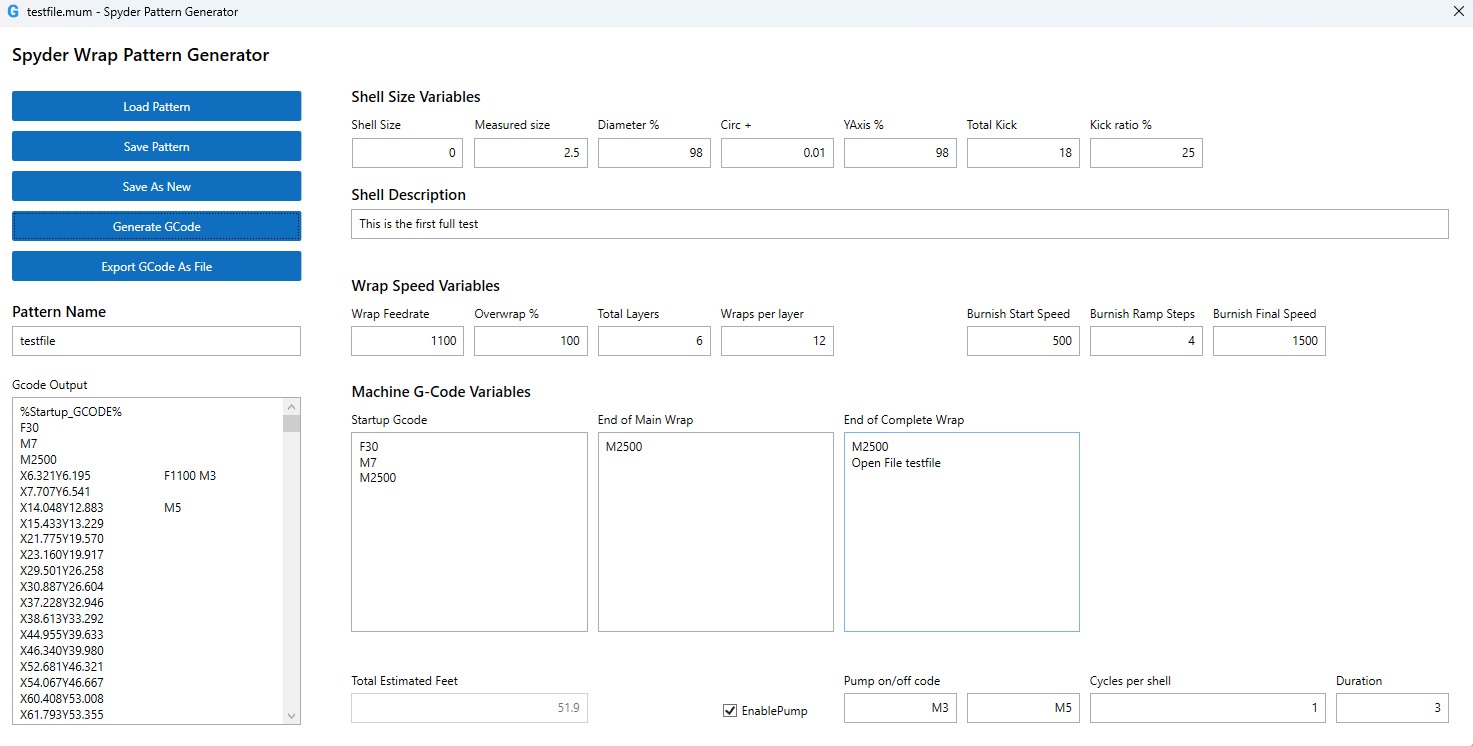 G testfile.mum - Spyder Pattern Generator
Spyder Wrap Pattern Generator
Load Pattern
Save Pattern
Save As New
Generate GCode
Export GCode As File
Pattern Name
testfile
Gcode Output
%Startup_GCODE%
F30
M7
M2500
X6.321Y6.195 F1100 M3
X7.707Y6.541
X14.048Y12.883 M5
X15.433Y13.229
X21.775Y19.570
X23.160Y19.917
X29.501Y26.258
X30.887Y26.604
X37.228Y32.946
X38.613Y33.292
X44.955Y39.633
X46.340Y39.980
X52.681Y46.321
X54.067Y46.667
X60.408Y53.008
X61.793Y53.355
Shell Size Variables
Shell Size Measured size Diameter % Circ + YAxis % Total Kick Kick ratio %
0 2.5 98 0.01 98 18 25
Shell Description
This is the first full test
Wrap Speed Variables
Wrap Feedrate Overwrap % Total Layers Wraps per layer Burnish Start Speed Burnish Ramp Steps Burnish Final Speed
1100 100 6 12 500 4 1500
Machine G-Code Variables
Startup Gcode
F30
M7
M2500
End of Main Wrap
M2500
End of Complete Wrap
M2500
Open File testfile
Total Estimated Feet
51.9
EnablePump
Pump on/off code Cycles per shell Duration
M3 M5 1 3